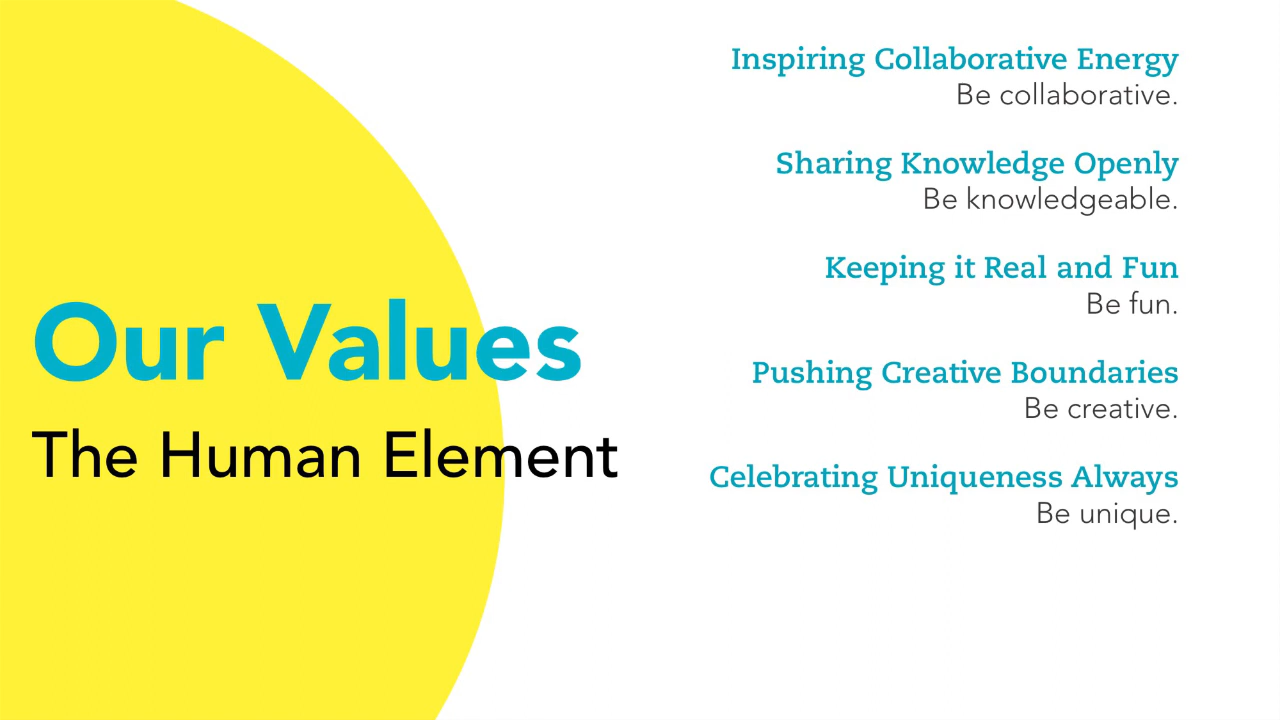 Our Values
The Human Element
Inspiring Collaborative Energy
Be collaborative.
Sharing Knowledge Openly
Be knowledgeable.
Keeping it Real and Fun
Be fun.
Pushing Creative Boundaries
Be creative.
Celebrating Uniqueness Always
Be unique.